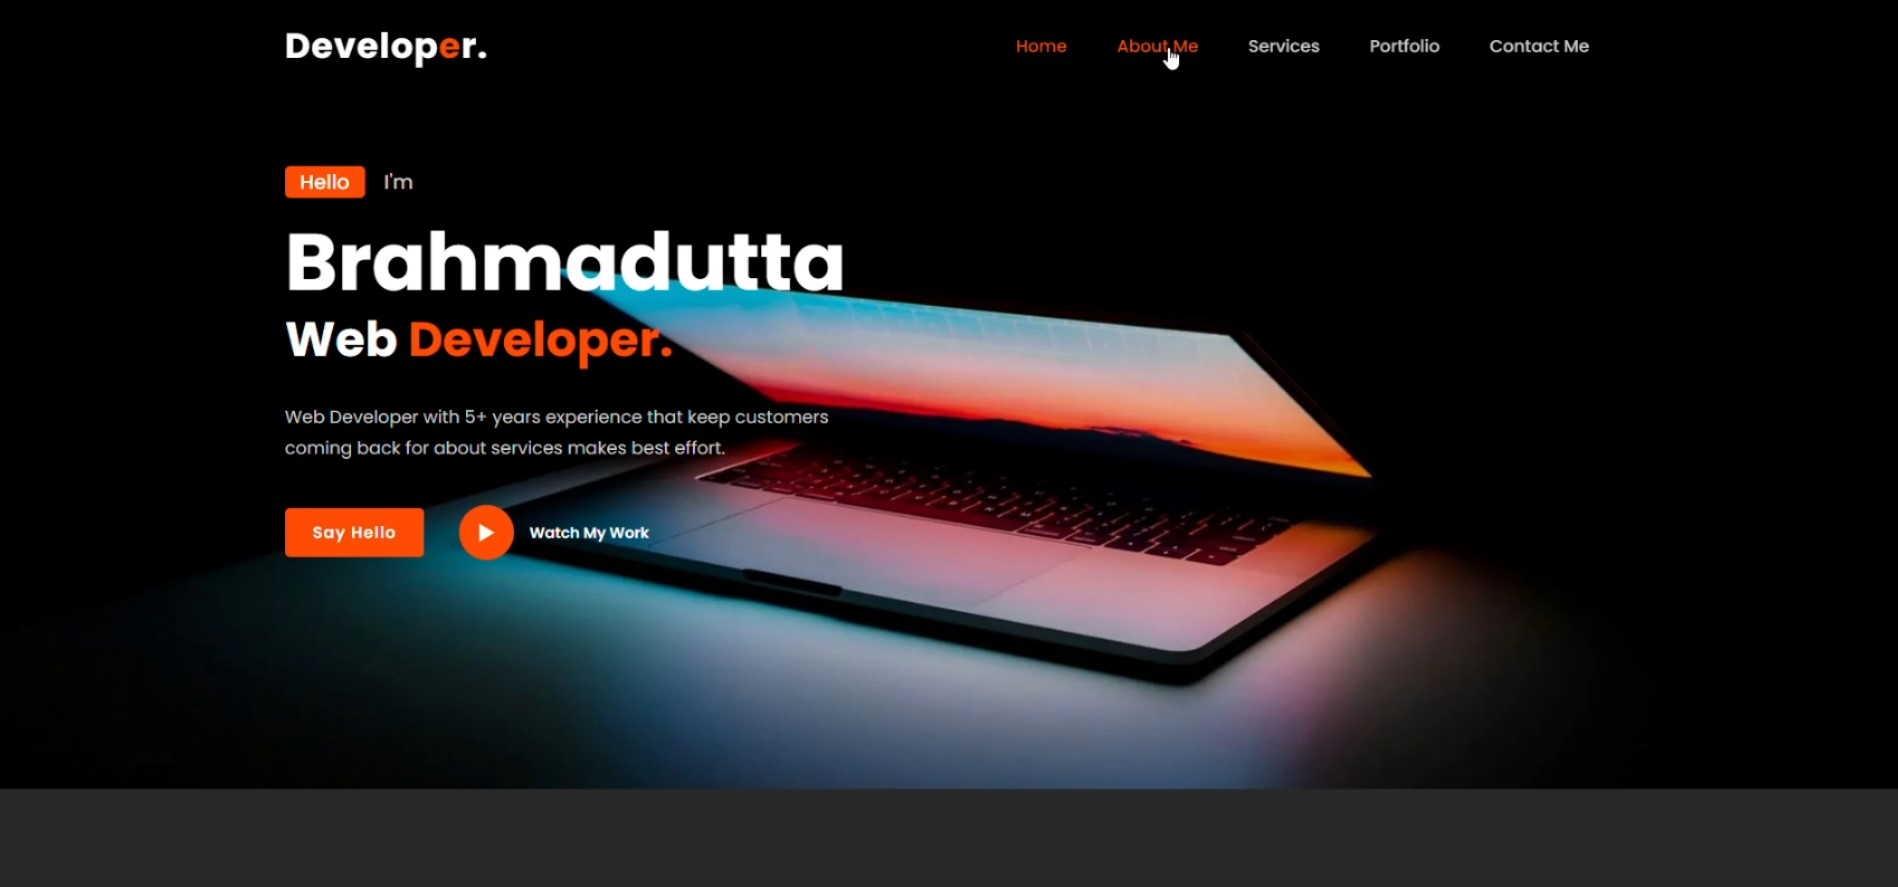 Developer.
Home About Me Services Portfolio Contact Me
Hello I'm
Brahmadutta
Web Developer.
Web Developer with 5+ years experience that keep customers
coming back for about services makes best effort.
Say Hello Watch My Work